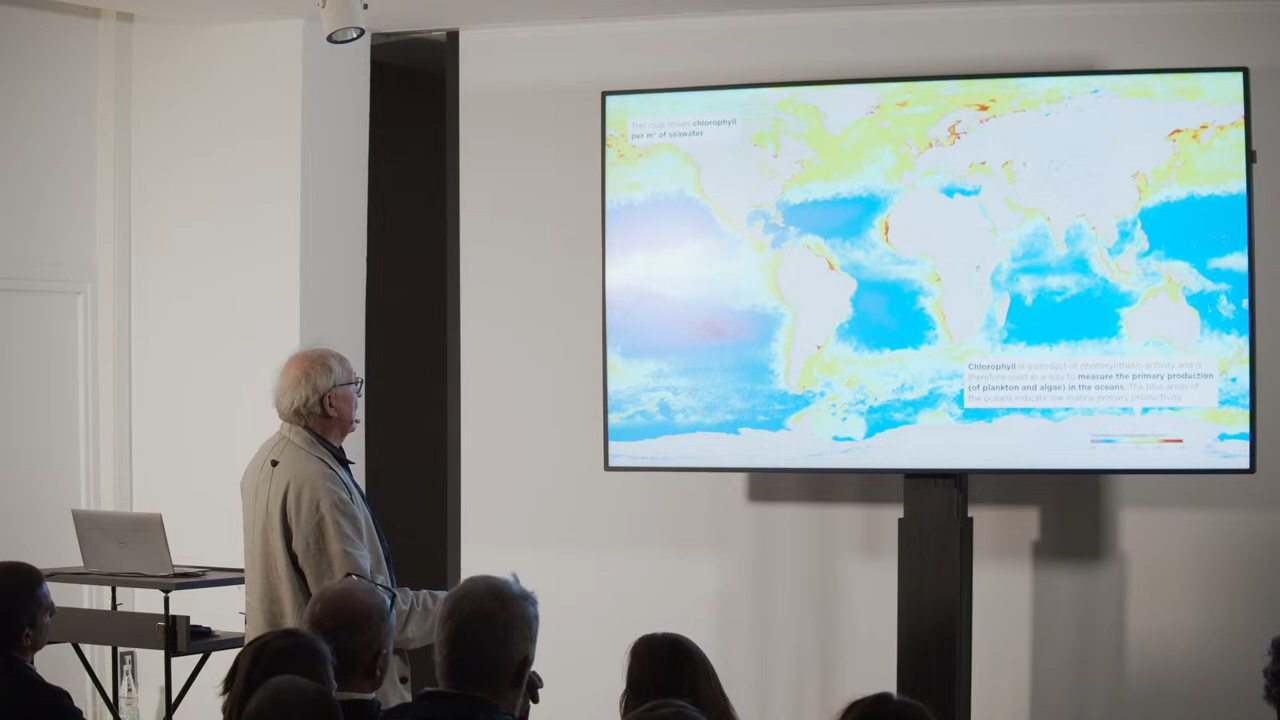 This map shows chlorophyll
per m³ of seawater
Chlorophyll is a product of photosynthetic activity and is
therefore used as a way to measure the primary production
(of plankton and algae) in the oceans. The blue areas of
the oceans indicate low marine primary productivity.